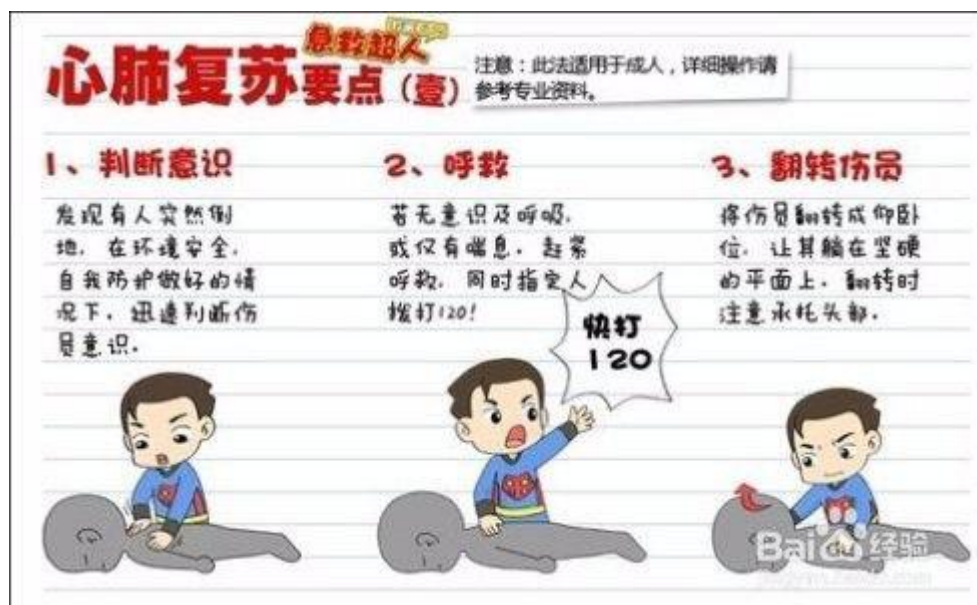 急救超人
心肺复苏要点（壹）
注意：此法适用于成人，详细操作请
参考专业资料。
1、判断意识
发现有人突然倒
地，在环境安全，
自我防护做好的情
况下，迅速判断伤
员意识.
2、呼救
若无意识及呼吸，
或仅有喘息，赶紧
呼救，同时指定人
拨打120!
快打
120
3、翻转伤员
将伤员翻转成仰卧
位，让其躺在坚硬
的平面上，翻转时
注意承托头部.
Baidu 经验